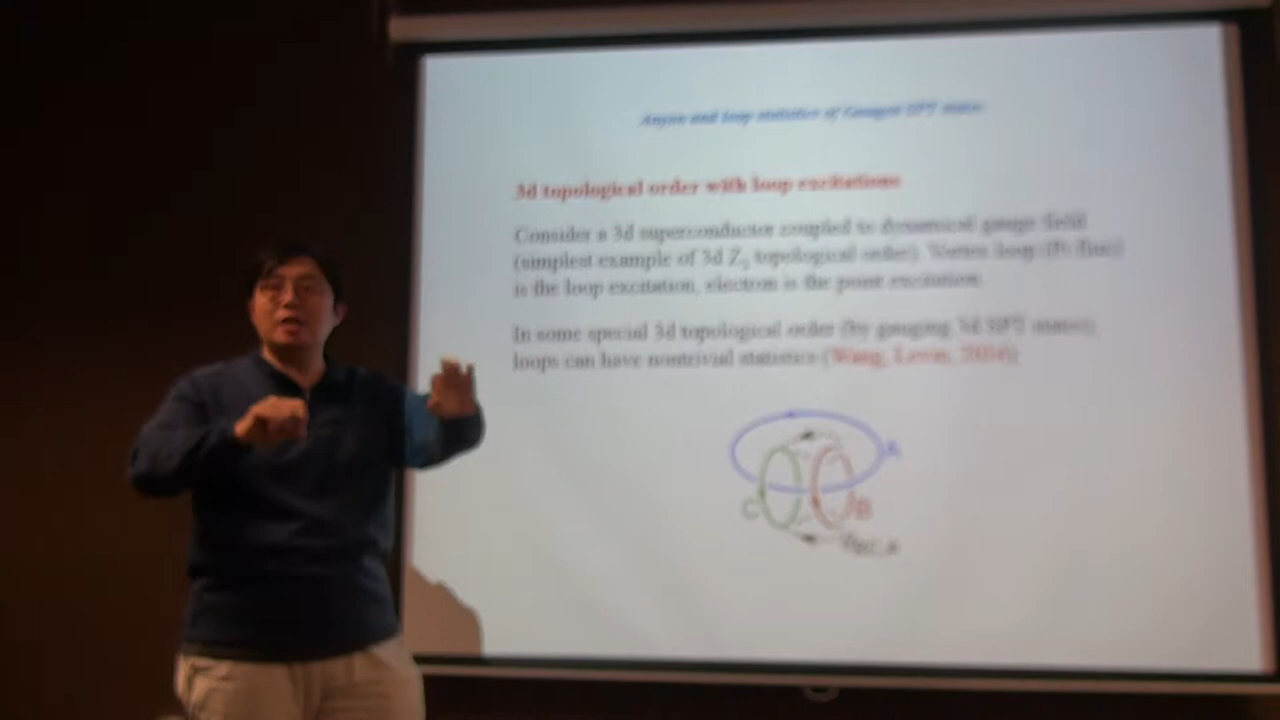 Anyon and loop statistics of Gauged SPT states
3d topological order with loop excitations
Consider a 3d superconductor coupled to dynamical gauge field
(simplest example of 3d Z₂ topological order). Vortex loop (Pi flux)
is the loop excitation, electron is the point excitation.
In some special 3d topological order (by gauging 3d SPT states),
loops can have nontrivial statistics (Wang, Levin, 2014)
A
C B